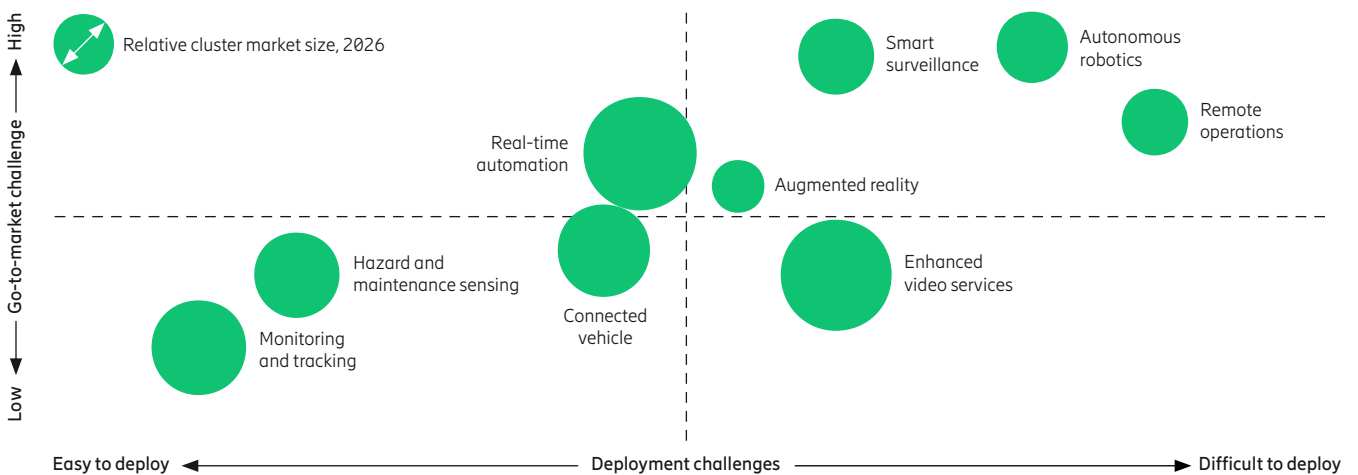 High
Go-to-market challenge
Low
Relative cluster market size, 2026
Smart
surveillance
Autonomous
robotics
Remote
operations
Real-time
automation
Augmented reality
Hazard and
maintenance sensing
Enhanced
video services
Connected
vehicle
Monitoring
and tracking
Easy to deploy
Deployment challenges
Difficult to deploy